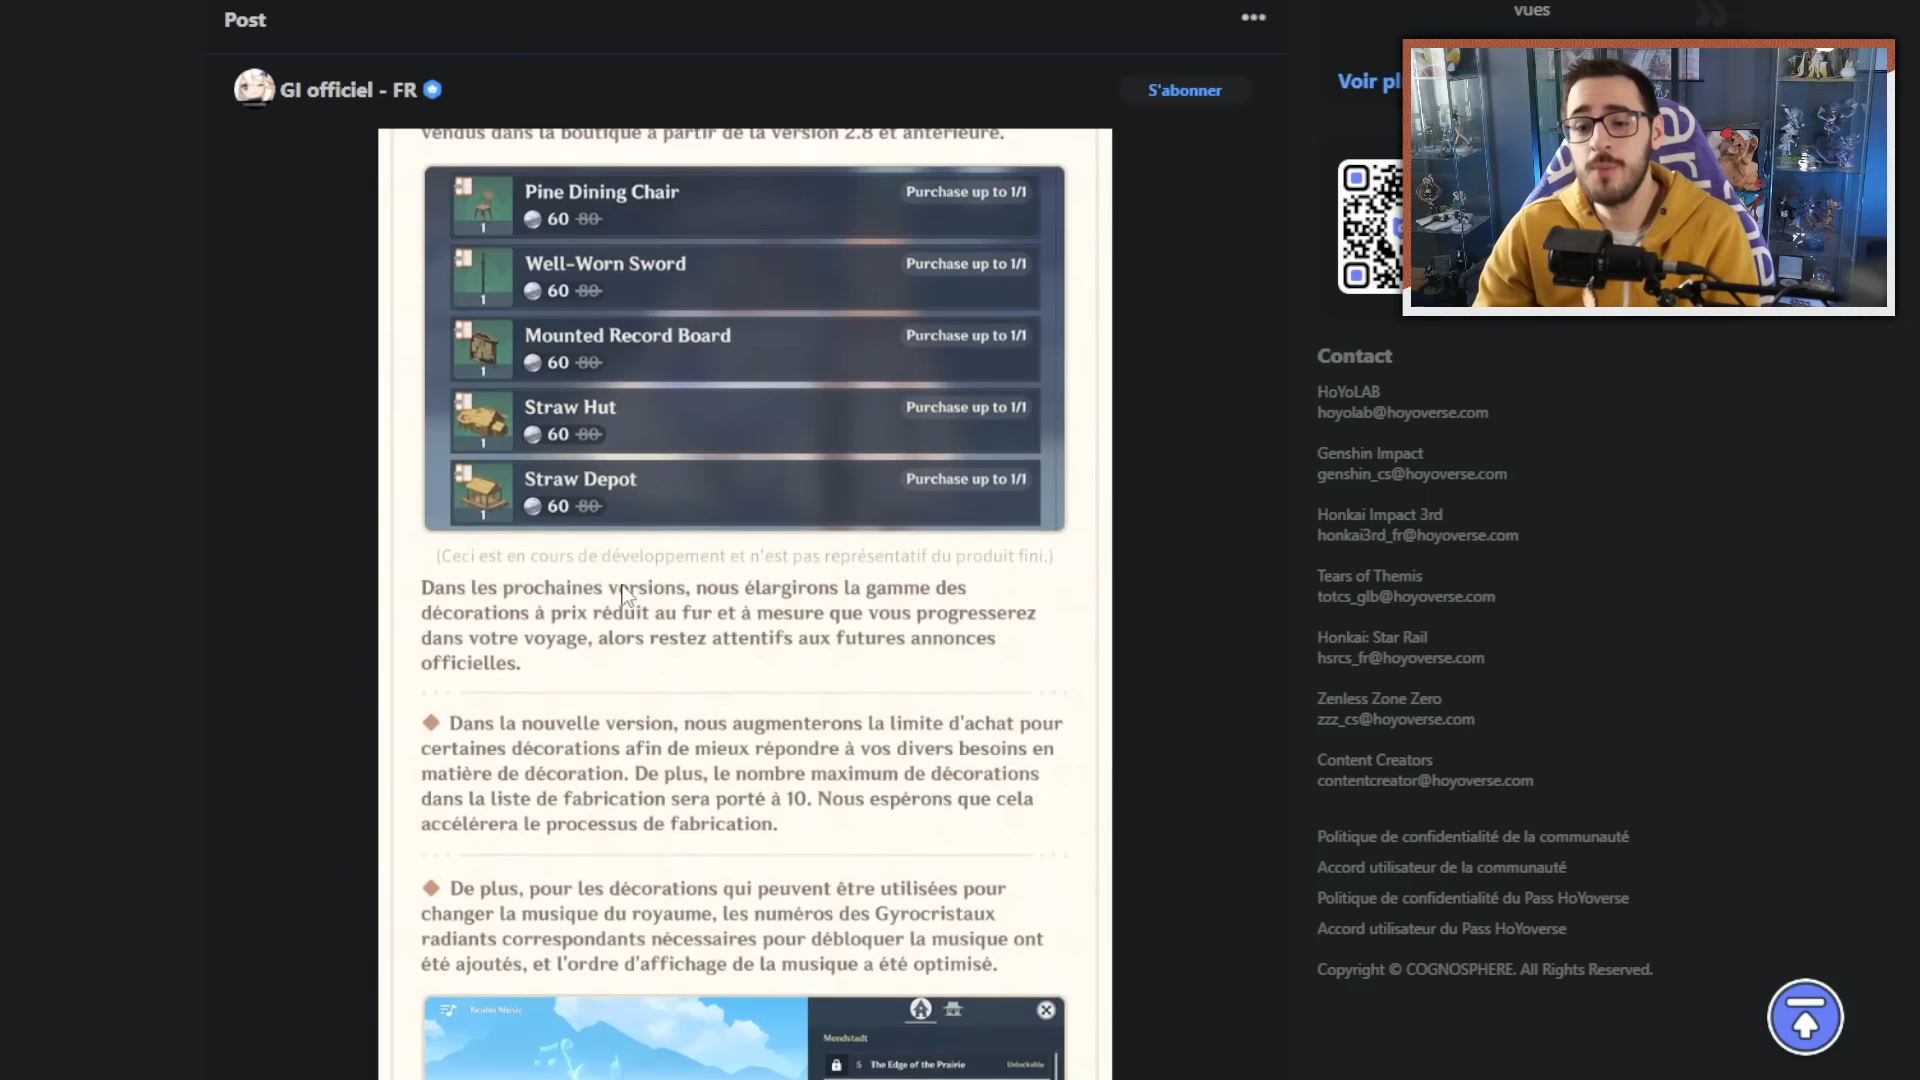 Post
GI officiel - FR
S'abonner
vendus dans la boutique à partir de la version 2.8 et antérieure.
Pine Dining Chair
Purchase up to 1/1
1
60 80
Well-Worn Sword
Purchase up to 1/1
1
60 80
Mounted Record Board
Purchase up to 1/1
1
60 80
Straw Hut
Purchase up to 1/1
1
60 80
Straw Depot
Purchase up to 1/1
1
60 80
(Ceci est en cours de développement et n'est pas représentatif du produit fini.)
Dans les prochaines versions, nous élargirons la gamme des
décorations à prix réduit au fur et à mesure que vous progresserez
dans votre voyage, alors restez attentifs aux futures annonces
officielles.
Dans la nouvelle version, nous augmenterons la limite d'achat pour
certaines décorations afin de mieux répondre à vos divers besoins en
matière de décoration. De plus, le nombre maximum de décorations
dans la liste de fabrication sera porté à 10. Nous espérons que cela
accélérera le processus de fabrication.
De plus, pour les décorations qui peuvent être utilisées pour
changer la musique du royaume, les numéros des Gyrocristaux
radiants correspondants nécessaires pour débloquer la musique ont
été ajoutés, et l'ordre d'affichage de la musique a été optimisé.
Realm Music
Mondstadt
5 The Edge of the Prairie Unlockable
vues
Voir
Contact
HoYoLAB
hoyolab@hoyoverse.com
Genshin Impact
genshin_cs@hoyoverse.com
Honkai Impact 3rd
honkai3rd_fr@hoyoverse.com
Tears of Themis
totcs_glb@hoyoverse.com
Honkai: Star Rail
hsrcs_fr@hoyoverse.com
Zenless Zone Zero
zzz_cs@hoyoverse.com
Content Creators
contentcreator@hoyoverse.com
Politique de confidentialité de la communauté
Accord utilisateur de la communauté
Politique de confidentialité du Pass HoYoverse
Accord utilisateur du Pass HoYoverse
Copyright © COGNOSPHERE. All Rights Reserved.